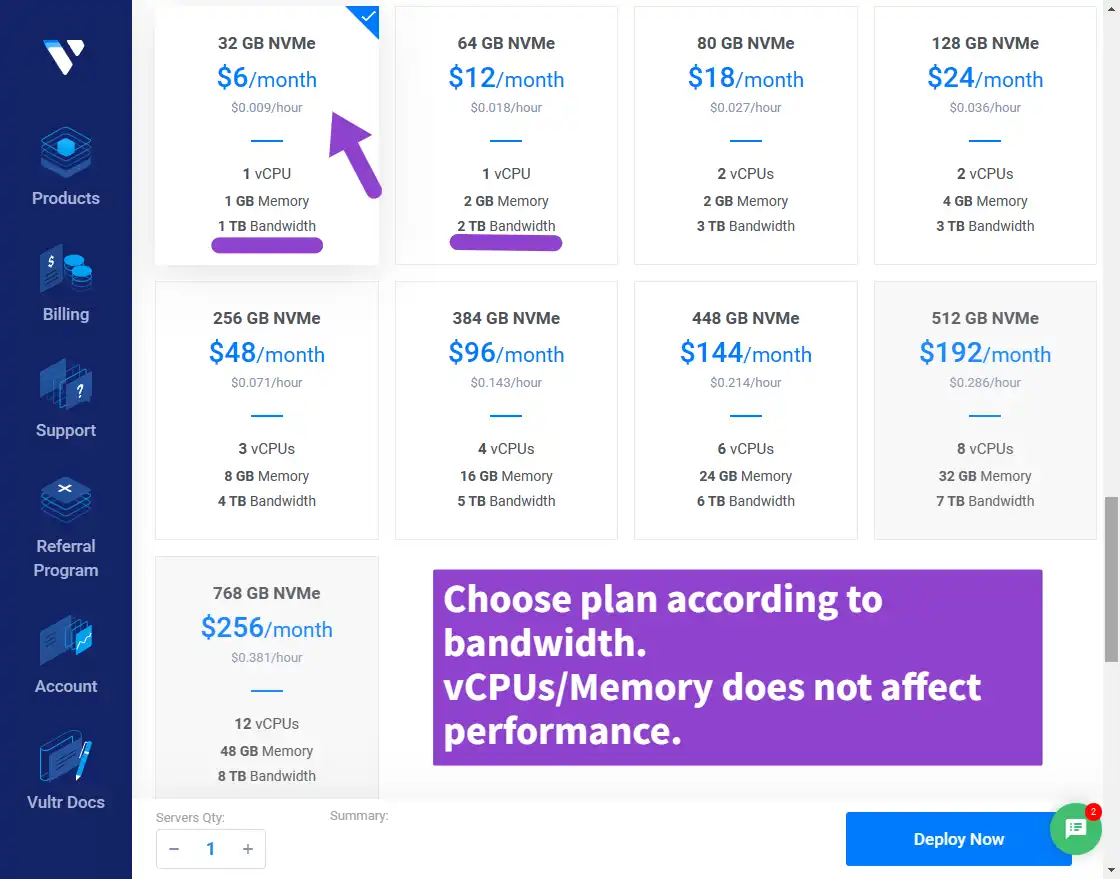 32 GB NVMe
$6/month
$0.009/hour
1 vCPU
1 GB Memory
1 TB Bandwidth
64 GB NVMe
$12/month
$0.018/hour
1 vCPU
2 GB Memory
2 TB Bandwidth
80 GB NVMe
$18/month
$0.027/hour
2 vCPUs
2 GB Memory
3 TB Bandwidth
128 GB NVMe
$24/month
$0.036/hour
2 vCPUs
4 GB Memory
3 TB Bandwidth
256 GB NVMe
$48/month
$0.071/hour
3 vCPUs
8 GB Memory
4 TB Bandwidth
384 GB NVMe
$96/month
$0.143/hour
4 vCPUs
16 GB Memory
5 TB Bandwidth
448 GB NVMe
$144/month
$0.214/hour
6 vCPUs
24 GB Memory
6 TB Bandwidth
512 GB NVMe
$192/month
$0.286/hour
8 vCPUs
32 GB Memory
7 TB Bandwidth
768 GB NVMe
$256/month
$0.381/hour
12 vCPUs
48 GB Memory
8 TB Bandwidth
Choose plan according to
bandwidth.
vCPUs/Memory does not affect
performance.
Products
$
Billing
?
Support
Referral
Program
Account
Vultr Docs
Servers Qty:
− 1 +
Summary:
Deploy Now
2